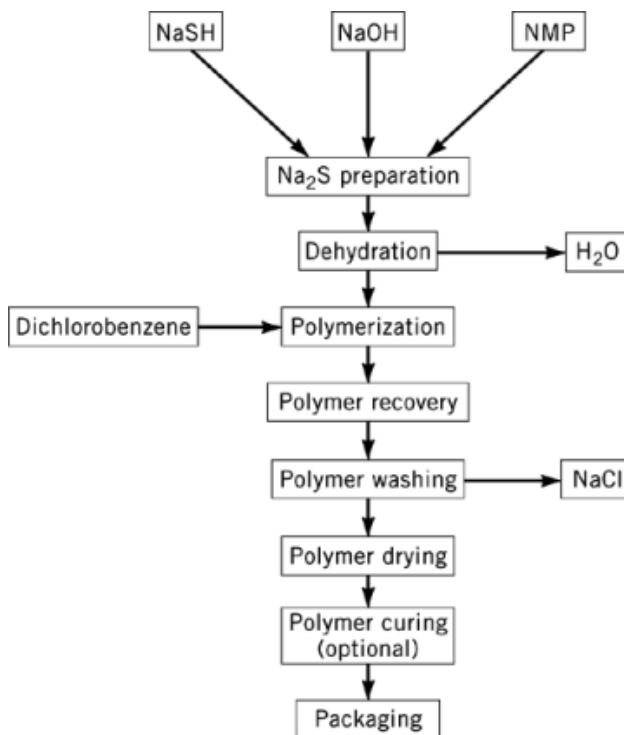 NaSH
NaOH
NMP
Na₂S preparation
Dehydration
H₂O
Dichlorobenzene
Polymerization
Polymer recovery
Polymer washing
NaCl
Polymer drying
Polymer curing
(optional)
Packaging